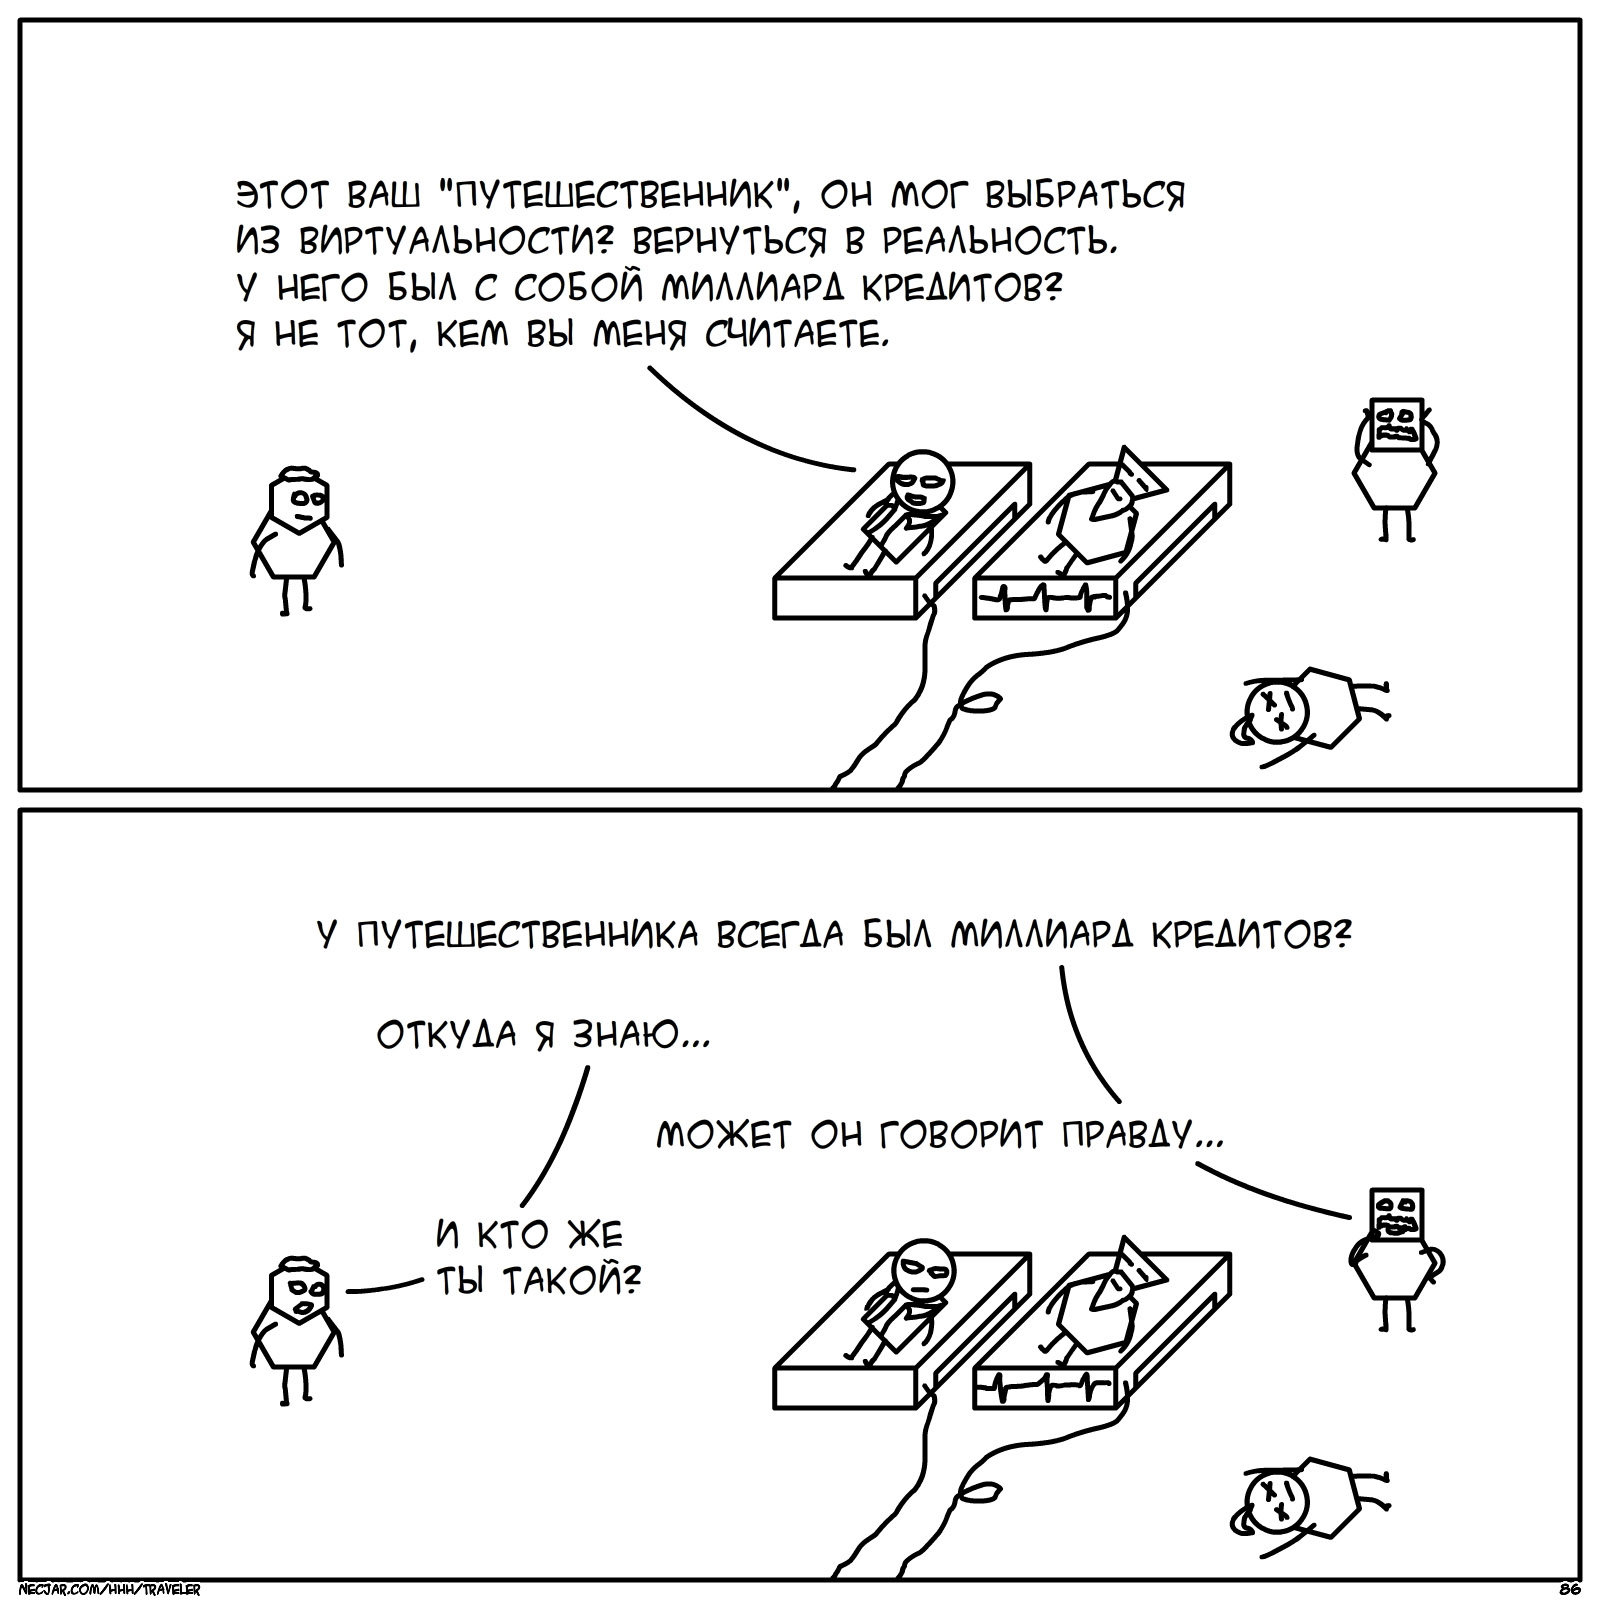 ЭТОТ ВАШ "ПУТЕШЕСТВЕННИК", ОН МОГ ВЫБРАТЬСЯ
ИЗ ВИРТУАЛЬНОСТИ? ВЕРНУТЬСЯ В РЕАЛЬНОСТЬ.
У НЕГО БЫЛ С СОБОЙ МИЛЛИАРД КРЕДИТОВ?
Я НЕ ТОТ, КЕМ ВЫ МЕНЯ СЧИТАЕТЕ.
У ПУТЕШЕСТВЕННИКА ВСЕГДА БЫЛ МИЛЛИАРД КРЕДИТОВ?
ОТКУДА Я ЗНАЮ...
МОЖЕТ ОН ГОВОРИТ ПРАВДУ...
И КТО ЖЕ
ТЫ ТАКОЙ?
NECJAR.COM/HHH/TRAVELER
86